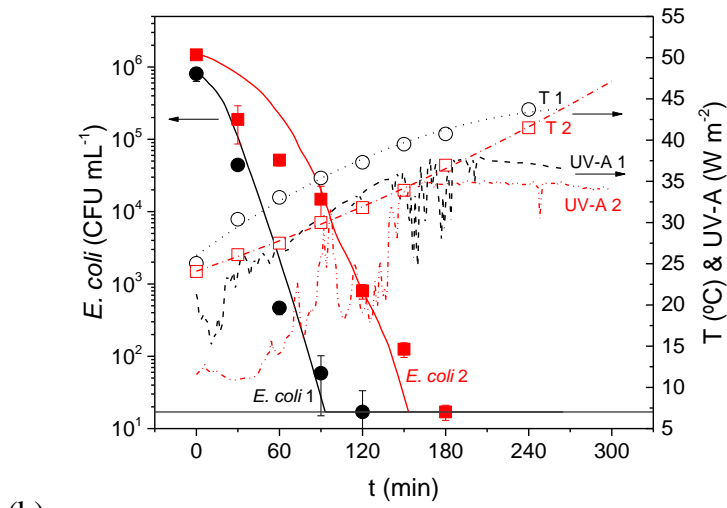 10⁶
10⁵
10⁴
10³
10²
10¹
E. coli (CFU mL⁻¹)
55
50
45
40
35
30
25
20
15
10
5
T (ºC) & UV-A (W m⁻²)
T 1
T 2
UV-A 1
UV-A 2
E. coli 1
E. coli 2
0 60 120 180 240 300
t (min)